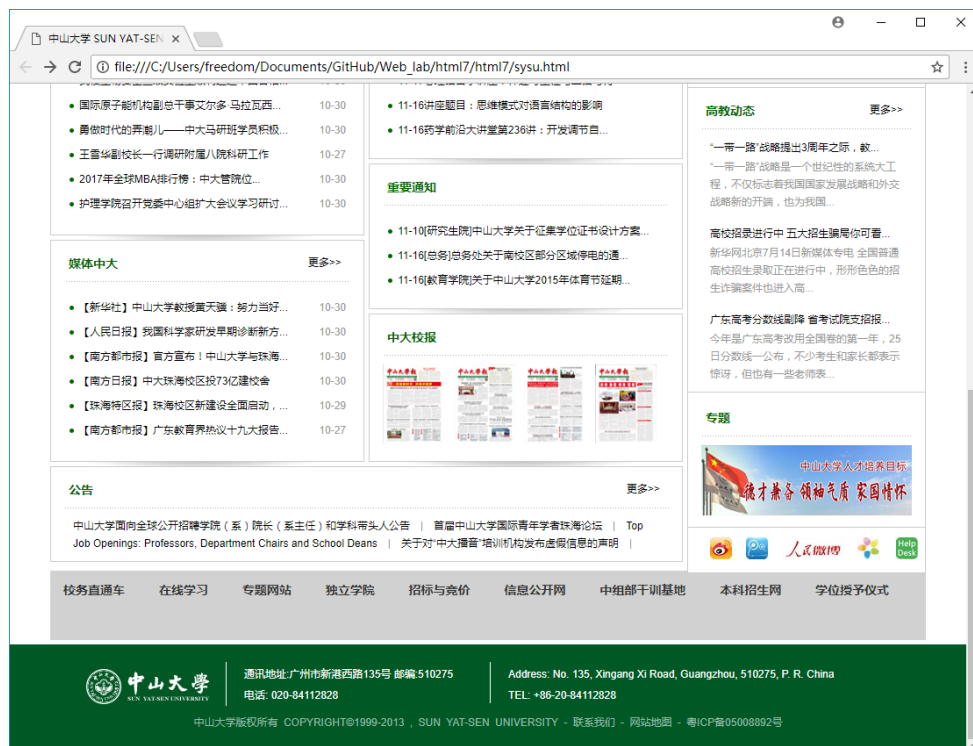 中山大学 SUN YAT-SEN
file:///C:/Users/freedom/Documents/GitHub/Web_lab/html7/html7/sysu.html
国际原子能机构副总干事艾尔多·马拉瓦西... 10-30
勇做时代的弄潮儿——中大马研班学员积极... 10-30
王雪华副校长一行调研附属八院科研工作 10-27
2017年全球MBA排行榜：中大管院位... 10-30
护理学院召开党委中心组扩大会议学习研讨... 10-30
媒体中大 更多>>
【新华社】中山大学教授黄天骥：努力当好... 10-30
【人民日报】我国科学家研发早期诊断新方... 10-30
【南方都市报】官方宣布！中山大学与珠海... 10-30
【南方日报】中大珠海校区投73亿建校舍 10-30
【珠海特区报】珠海校区新建设全面启动，... 10-29
【南方都市报】广东教育界热议十九大报告... 10-27
11-16讲座题目：思维模式对语言结构的影响
11-16药学前沿大讲堂第236讲：开发调节自...
重要通知
11-10[研究生院]中山大学关于征集学位证书设计方案...
11-16[总务]总务处关于南校区部分区域停电的通...
11-16[教育学院]关于中山大学2015年体育节延期...
中大校报
中山大学报
中山大学报
中山大学报
中山大学报
高教动态 更多>>
“一带一路”战略提出3周年之际，教...
“一带一路”战略是一个世纪性的系统大工
程，不仅标志着我国国家发展战略和外交
战略新的开端，也为我国...
高校招录进行中 五大招生骗局你可看...
新华网北京7月14日新媒体专电 全国普通
高校招生录取正在进行中，形形色色的招
生诈骗案件也进入高...
广东高考分数线剧降 省考试院支招报...
今年是广东高考改用全国卷的第一年，25
日分数线一公布，不少考生和家长都表示
惊讶，但也有一些老师表...
专题
中山大学人才培养目标
德才兼备 领袖气质 家国情怀
人民微博
Help
Desk
公告 更多>>
中山大学面向全球公开招聘学院（系）院长（系主任）和学科带头人公告 | 首届中山大学国际青年学者珠海论坛 | Top
Job Openings: Professors, Department Chairs and School Deans | 关于对“中大播音”培训机构发布虚假信息的声明 |
校务直通车 在线学习 专题网站 独立学院 招标与竞价 信息公开网 中组部干训基地 本科招生网 学位授予仪式
中山大學
SUN YAT-SEN UNIVERSITY
通讯地址:广州市新港西路135号 邮编:510275
电话: 020-84112828
Address: No. 135, Xingang Xi Road, Guangzhou, 510275, P. R. China
TEL: +86-20-84112828
中山大学版权所有 COPYRIGHT©1999-2013 , SUN YAT-SEN UNIVERSITY - 联系我们 - 网站地图 - 粤ICP备05008892号